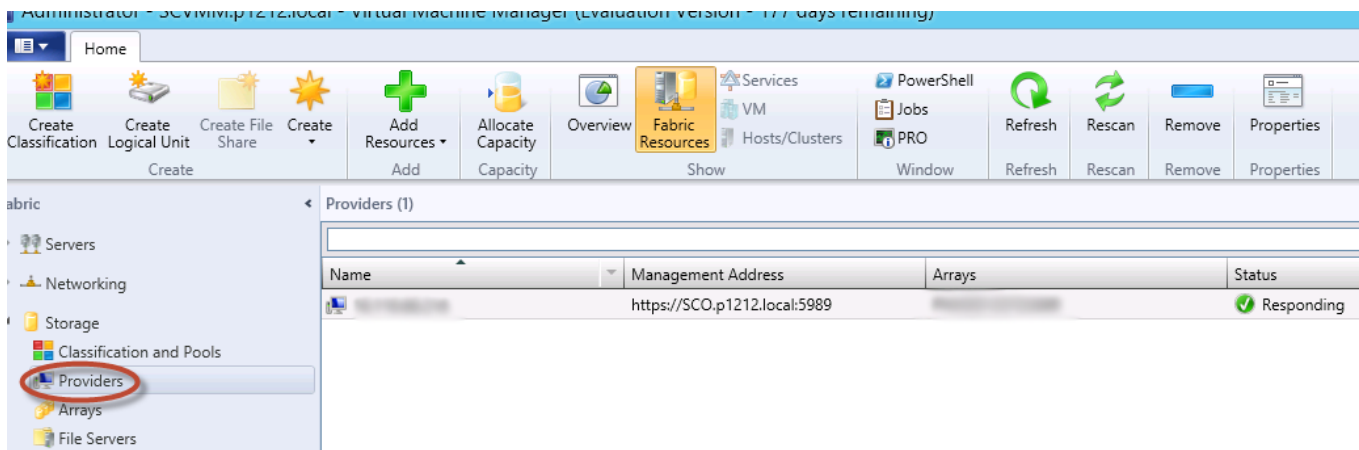 Administrator - SCVMM.p1212.local - Virtual Machine Manager (Evaluation Version - 177 days remaining)
Home
Create Classification
Create Logical Unit
Create File Share
Create
Add Resources
Allocate Capacity
Overview
Fabric Resources
Services
VM
Hosts/Clusters
PowerShell
Jobs
PRO
Refresh
Rescan
Remove
Properties
Create
Add
Capacity
Show
Window
Refresh
Rescan
Remove
Properties
abric
Servers
Networking
Storage
Classification and Pools
Providers
Arrays
File Servers
Providers (1)
Name Management Address Arrays Status
https://SCO.p1212.local:5989 Responding